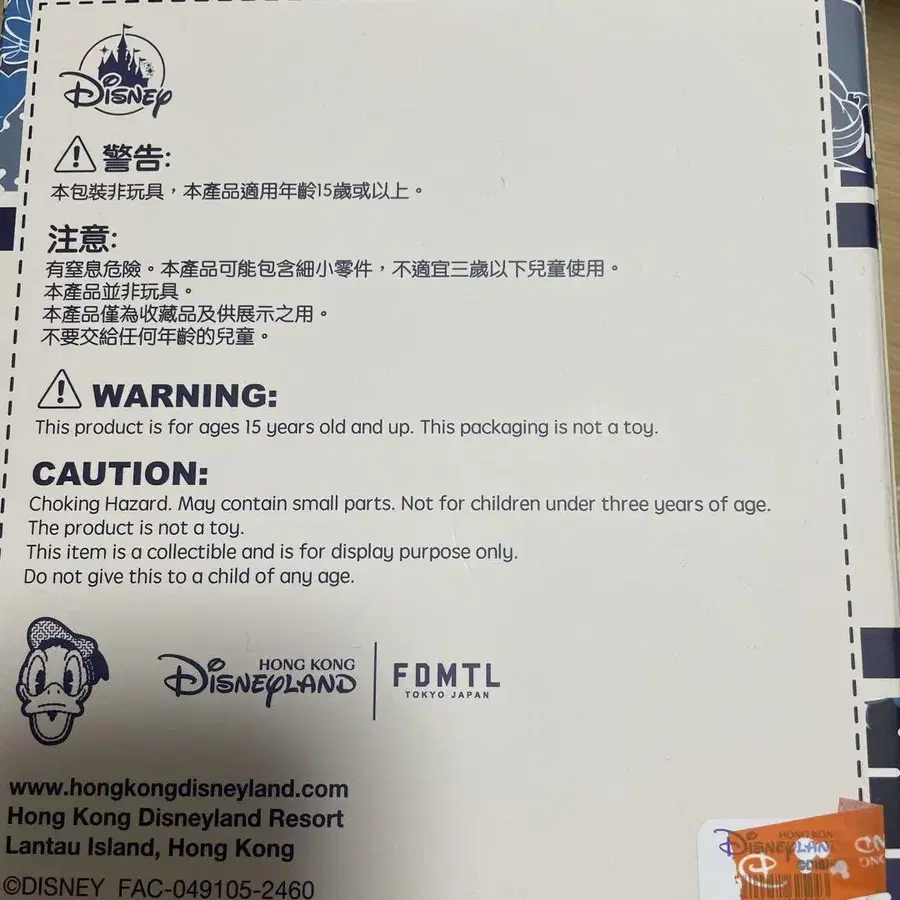 DISNEY
警告:
本包裝非玩具，本產品適用年齡15歲或以上。
注意:
有窒息危險。本產品可能包含細小零件，不適宜三歲以下兒童使用。
本產品並非玩具。
本產品僅為收藏品及供展示之用。
不要交給任何年齡的兒童。
WARNING:
This product is for ages 15 years old and up. This packaging is not a toy.
CAUTION:
Choking Hazard. May contain small parts. Not for children under three years of age.
The product is not a toy.
This item is a collectible and is for display purpose only.
Do not give this to a child of any age.
HONG KONG
DISNEYLAND
FDMTL
TOKYO JAPAN
www.hongkongdisneyland.com
Hong Kong Disneyland Resort
Lantau Island, Hong Kong
©DISNEY FAC-049105-2460
HONG KON
DISNEYLAN